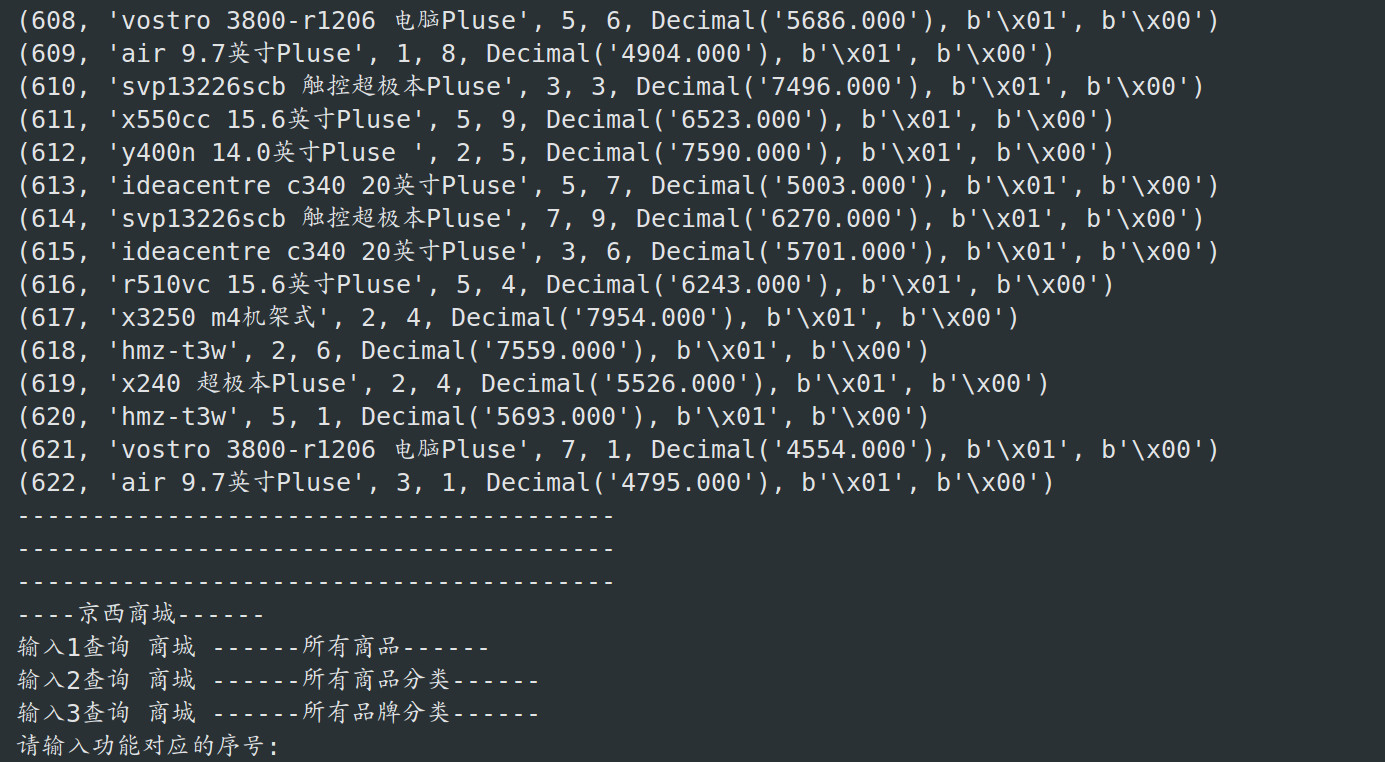 (608, 'vostro 3800-r1206 电脑Pluse', 5, 6, Decimal('5686.000'), b'\x01', b'\x00')
(609, 'air 9.7英寸Pluse', 1, 8, Decimal('4904.000'), b'\x01', b'\x00')
(610, 'svp13226scb 触控超极本Pluse', 3, 3, Decimal('7496.000'), b'\x01', b'\x00')
(611, 'x550cc 15.6英寸Pluse', 5, 9, Decimal('6523.000'), b'\x01', b'\x00')
(612, 'y400n 14.0英寸Pluse ', 2, 5, Decimal('7590.000'), b'\x01', b'\x00')
(613, 'ideacentre c340 20英寸Pluse', 5, 7, Decimal('5003.000'), b'\x01', b'\x00')
(614, 'svp13226scb 触控超极本Pluse', 7, 9, Decimal('6270.000'), b'\x01', b'\x00')
(615, 'ideacentre c340 20英寸Pluse', 3, 6, Decimal('5701.000'), b'\x01', b'\x00')
(616, 'r510vc 15.6英寸Pluse', 5, 4, Decimal('6243.000'), b'\x01', b'\x00')
(617, 'x3250 m4机架式', 2, 4, Decimal('7954.000'), b'\x01', b'\x00')
(618, 'hmz-t3w', 2, 6, Decimal('7559.000'), b'\x01', b'\x00')
(619, 'x240 超极本Pluse', 2, 4, Decimal('5526.000'), b'\x01', b'\x00')
(620, 'hmz-t3w', 5, 1, Decimal('5693.000'), b'\x01', b'\x00')
(621, 'vostro 3800-r1206 电脑Pluse', 7, 1, Decimal('4554.000'), b'\x01', b'\x00')
(622, 'air 9.7英寸Pluse', 3, 1, Decimal('4795.000'), b'\x01', b'\x00')
----------------------------------------
----------------------------------------
----------------------------------------
----京西商城------
输入1查询 商城 ------所有商品------
输入2查询 商城 ------所有商品分类------
输入3查询 商城 ------所有品牌分类------
请输入功能对应的序号: